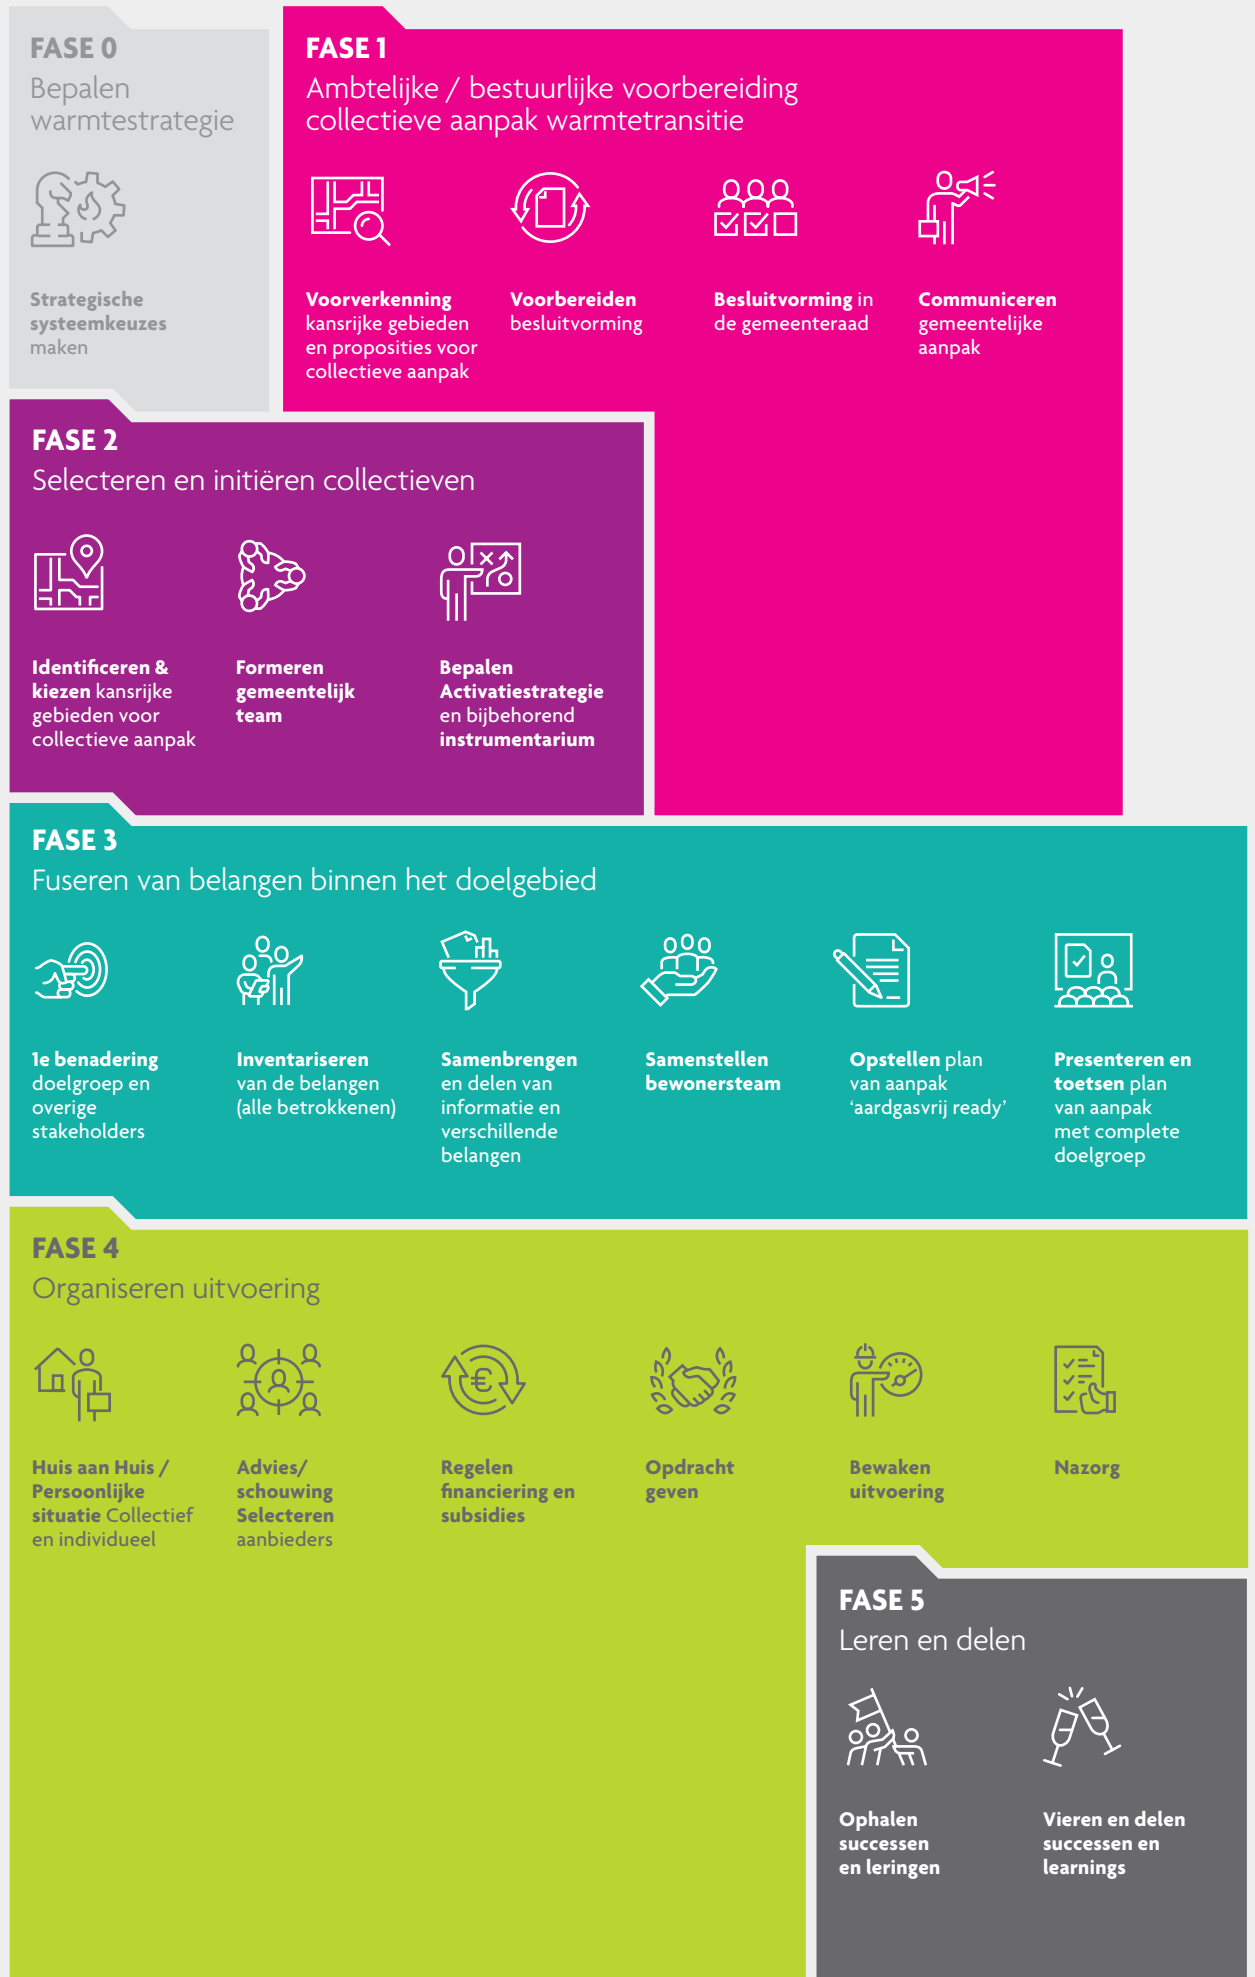 FASE 0
Bepalen
warmtestrategie
Strategische
systeemkeuzes
maken
FASE 1
Ambtelijke / bestuurlijke voorbereiding
collectieve aanpak warmtetransitie
Voorverkenning
kansrijke gebieden
en proposities voor
collectieve aanpak
Voorbereiden
besluitvorming
Besluitvorming in
de gemeenteraad
Communiceren
gemeentelijke
aanpak
FASE 2
Selecteren en initiëren collectieven
Identificeren &
kiezen kansrijke
gebieden voor
collectieve aanpak
Formeren
gemeentelijk
team
Bepalen
Activatiestrategie
en bijbehorend
instrumentarium
FASE 3
Fuseren van belangen binnen het doelgebied
1e benadering
doelgroep en
overige
stakeholders
Inventariseren
van de belangen
(alle betrokkenen)
Samenbrengen
en delen van
informatie en
verschillende
belangen
Samenstellen
bewonersteam
Opstellen plan
van aanpak
‘aardgasvrij ready’
Presenteren en
toetsen plan
van aanpak
met complete
doelgroep
FASE 4
Organiseren uitvoering
Huis aan Huis /
Persoonlijke
situatie Collectief
en individueel
Advies/
schouwing
Selecteren
aanbieders
€
Regelen
financiering en
subsidies
Opdracht
geven
Bewaken
uitvoering
Nazorg
FASE 5
Leren en delen
Ophalen
successen
en leringen
Vieren en delen
successen en
learnings